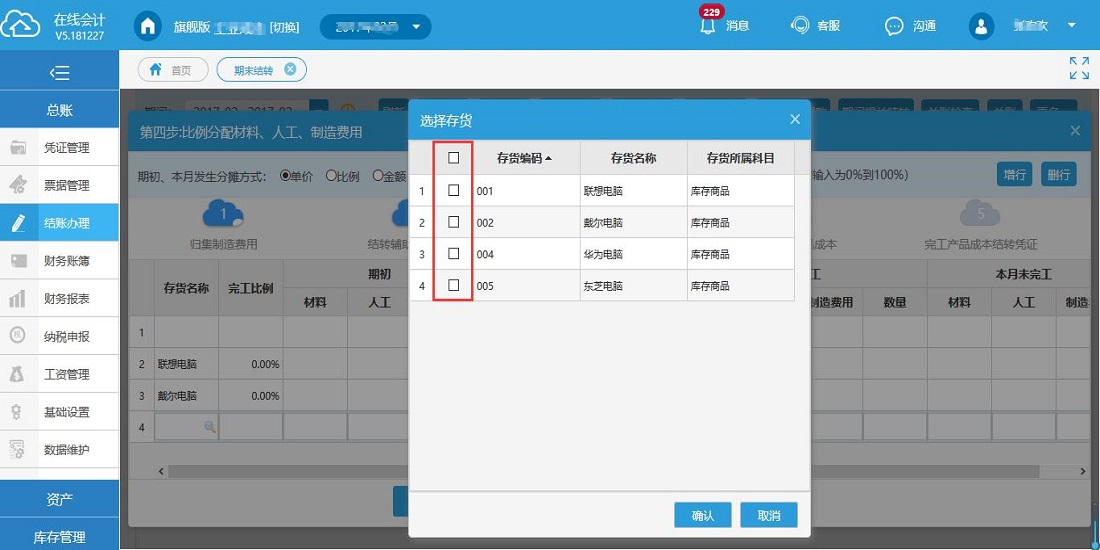 在线会计
V5.181227
旗舰版 [切换]
229
消息
客服
沟通
首页
期末结转
总账
凭证管理
票据管理
结账办理
财务账簿
财务报表
纳税申报
工资管理
基础设置
数据维护
资产
库存管理
第四步:比例分配材料、人工、制造费用
期初、本月发生分摊方式: 单价 比例 金额
输入为0%到100%)
增行
删行
1
归集制造费用
结转辅助
成本
5
完工产品成本结转凭证
存货名称 完工比例 期初 工 本月未完工
材料 人工 制造费用 数量 材料 人工 制造
1
2 联想电脑 0.00%
3 戴尔电脑 0.00%
4
选择存货
存货编码 存货名称 存货所属科目
1 001 联想电脑 库存商品
2 002 戴尔电脑 库存商品
3 004 华为电脑 库存商品
4 005 东芝电脑 库存商品
确认
取消